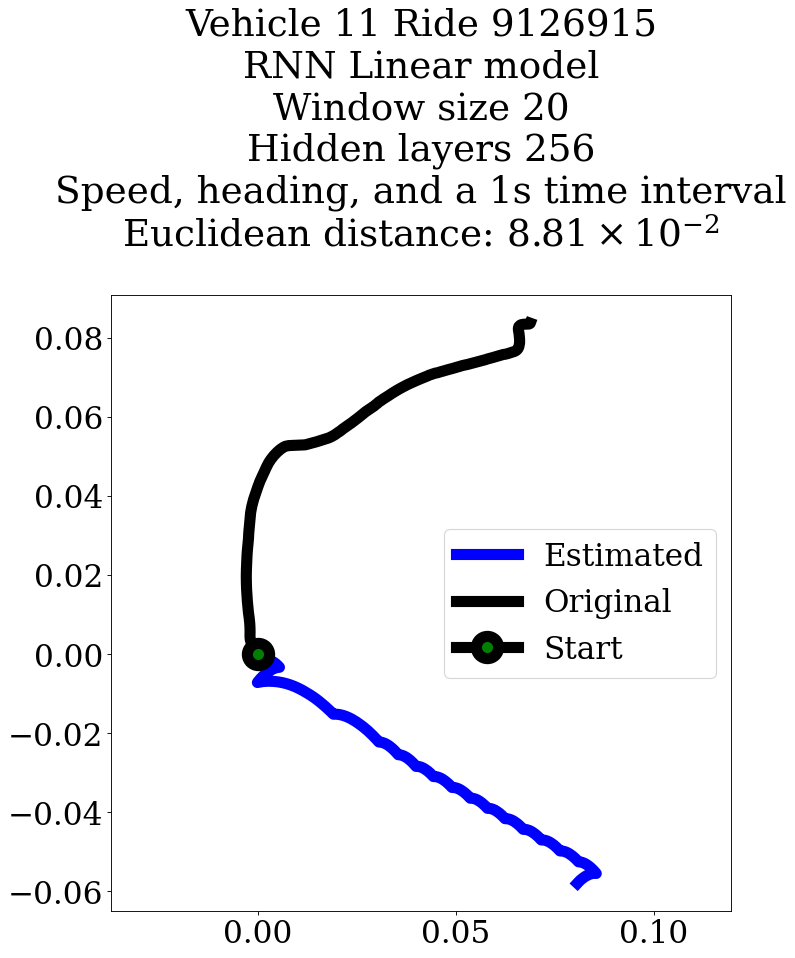 Vehicle 11 Ride 9126915
RNN Linear model
Window size 20
Hidden layers 256
Speed, heading, and a 1s time interval
Euclidean distance: 8.81 × 10⁻²
0.08
0.06
0.04
0.02
0.00
−0.02
−0.04
−0.06
Estimated
Original
Start
0.00 0.05 0.10